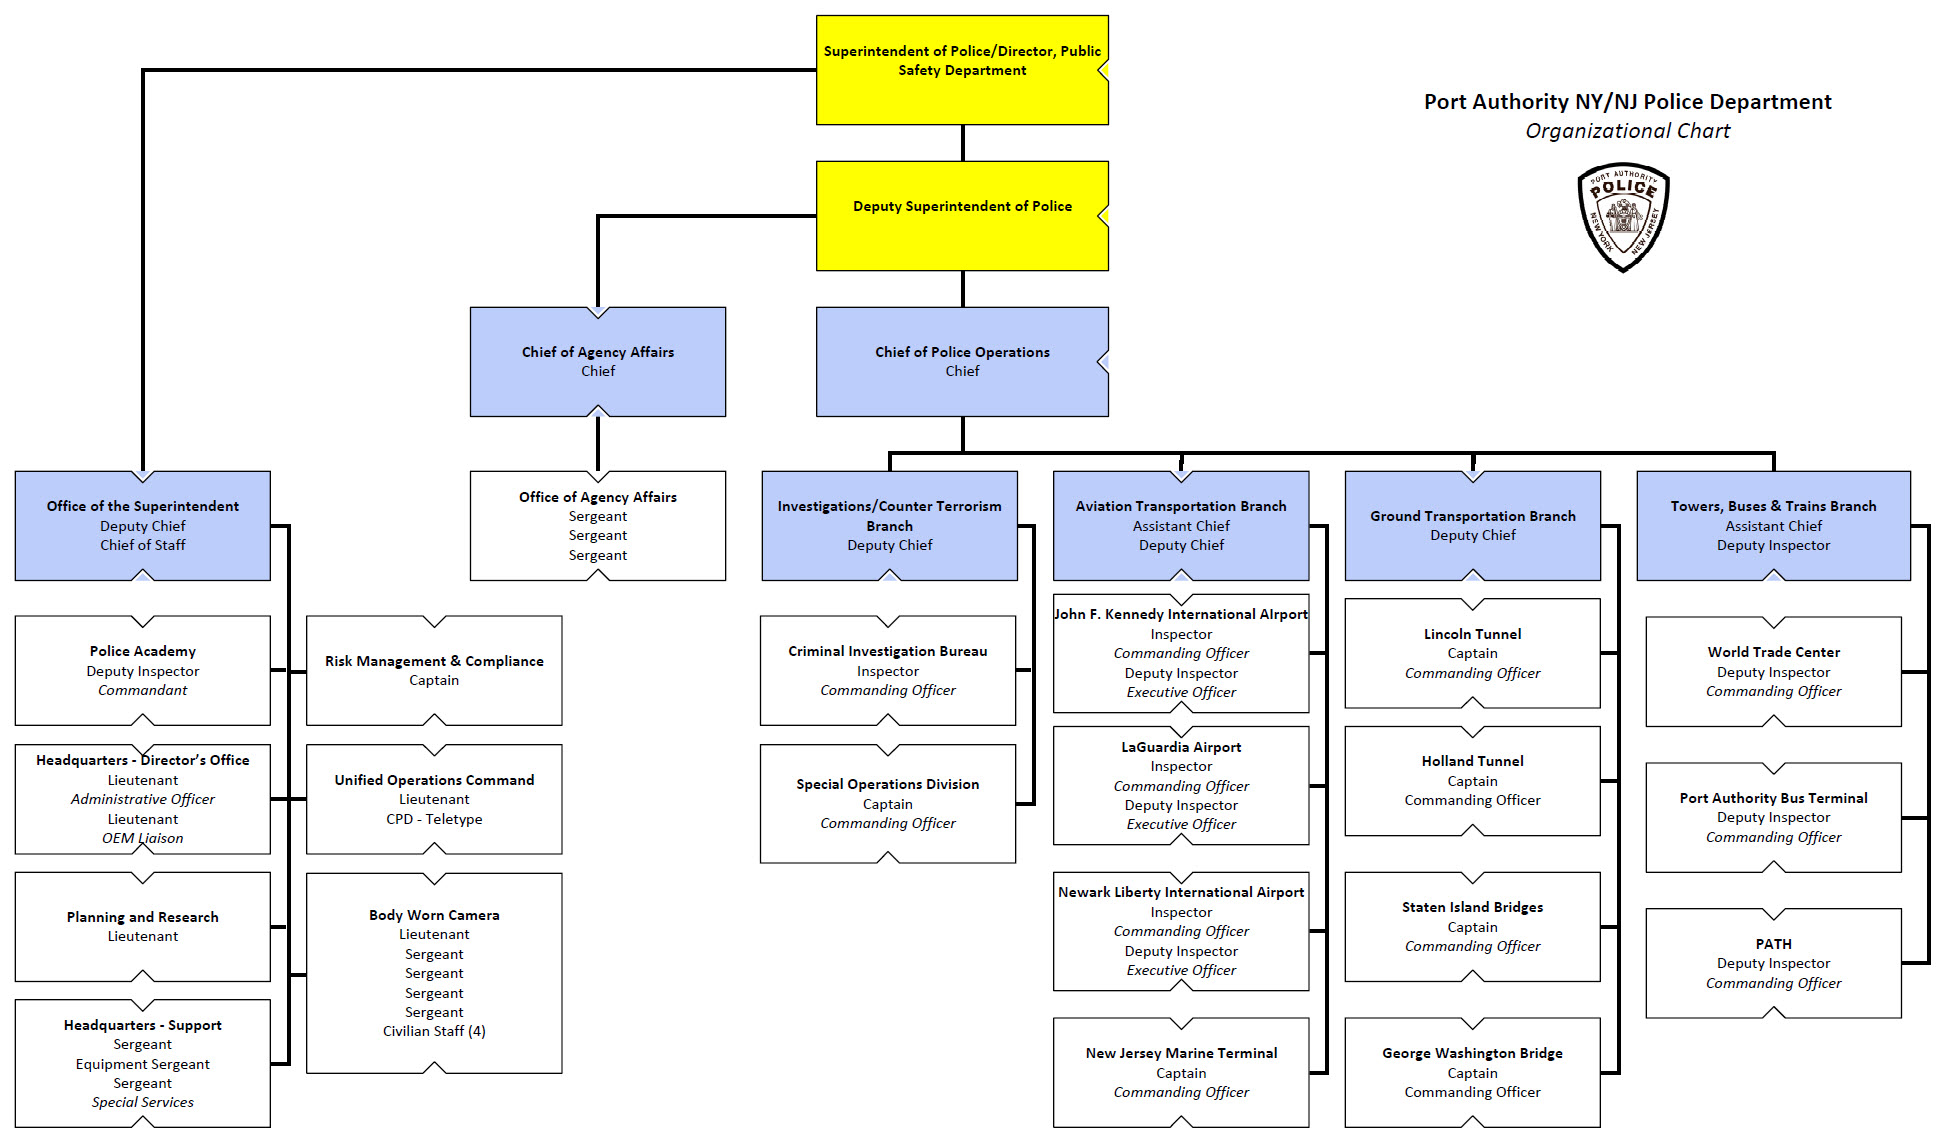 Superintendent of Police/Director, Public
Safety Department
Port Authority NY/NJ Police Department
Organizational Chart
PORT AUTHORITY
POLICE
NEW YORK
NEW JERSEY
Deputy Superintendent of Police
Chief of Agency Affairs
Chief
Chief of Police Operations
Chief
Office of the Superintendent
Deputy Chief
Chief of Staff
Office of Agency Affairs
Sergeant
Sergeant
Sergeant
Investigations/Counter Terrorism
Branch
Deputy Chief
Aviation Transportation Branch
Assistant Chief
Deputy Chief
Ground Transportation Branch
Deputy Chief
Towers, Buses & Trains Branch
Assistant Chief
Deputy Inspector
Police Academy
Deputy Inspector
Commandant
Headquarters - Director's Office
Lieutenant
Administrative Officer
Lieutenant
OEM Liaison
Planning and Research
Lieutenant
Headquarters - Support
Sergeant
Equipment Sergeant
Sergeant
Special Services
Risk Management & Compliance
Captain
Unified Operations Command
Lieutenant
CPD - Teletype
Body Worn Camera
Lieutenant
Sergeant
Sergeant
Sergeant
Sergeant
Civilian Staff (4)
Criminal Investigation Bureau
Inspector
Commanding Officer
Special Operations Division
Captain
Commanding Officer
John F. Kennedy International AIrport
Inspector
Commanding Officer
Deputy Inspector
Executive Officer
LaGuardia Airport
Inspector
Commanding Officer
Deputy Inspector
Executive Officer
Newark Liberty International Airport
Inspector
Commanding Officer
Deputy Inspector
Executive Officer
New Jersey Marine Terminal
Captain
Commanding Officer
Lincoln Tunnel
Captain
Commanding Officer
Holland Tunnel
Captain
Commanding Officer
Staten Island Bridges
Captain
Commanding Officer
George Washington Bridge
Captain
Commanding Officer
World Trade Center
Deputy Inspector
Commanding Officer
Port Authority Bus Terminal
Deputy Inspector
Commanding Officer
PATH
Deputy Inspector
Commanding Officer